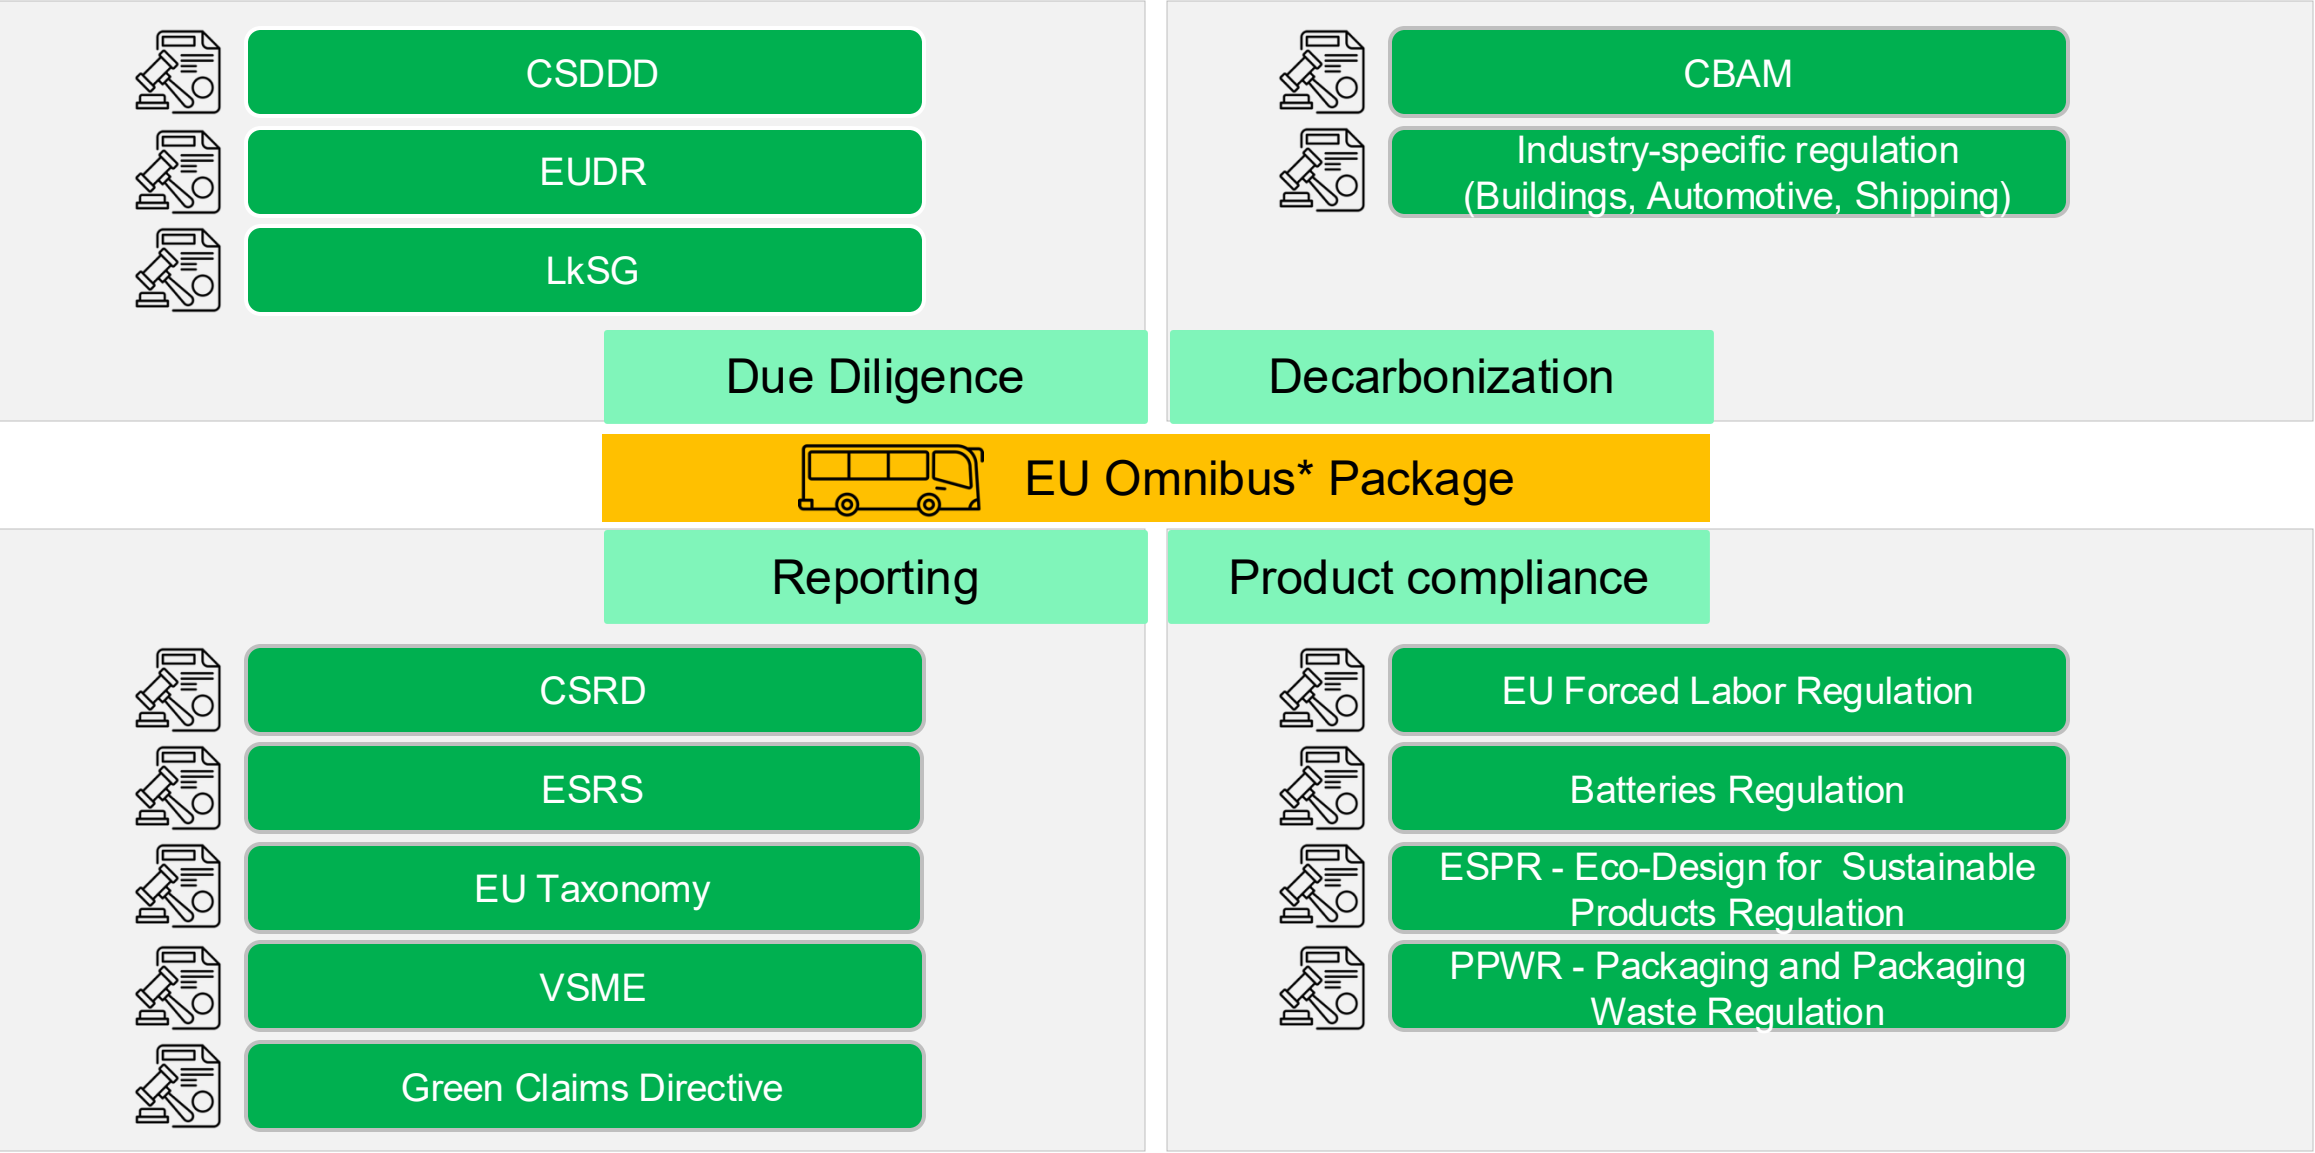 CSDDD
EUDR
LkSG
Due Diligence
CBAM
Industry-specific regulation
(Buildings, Automotive, Shipping)
Decarbonization
EU Omnibus* Package
Reporting
CSRD
ESRS
EU Taxonomy
VSME
Green Claims Directive
Product compliance
EU Forced Labor Regulation
Batteries Regulation
ESPR - Eco-Design for  Sustainable
Products Regulation
PPWR - Packaging and Packaging
Waste Regulation